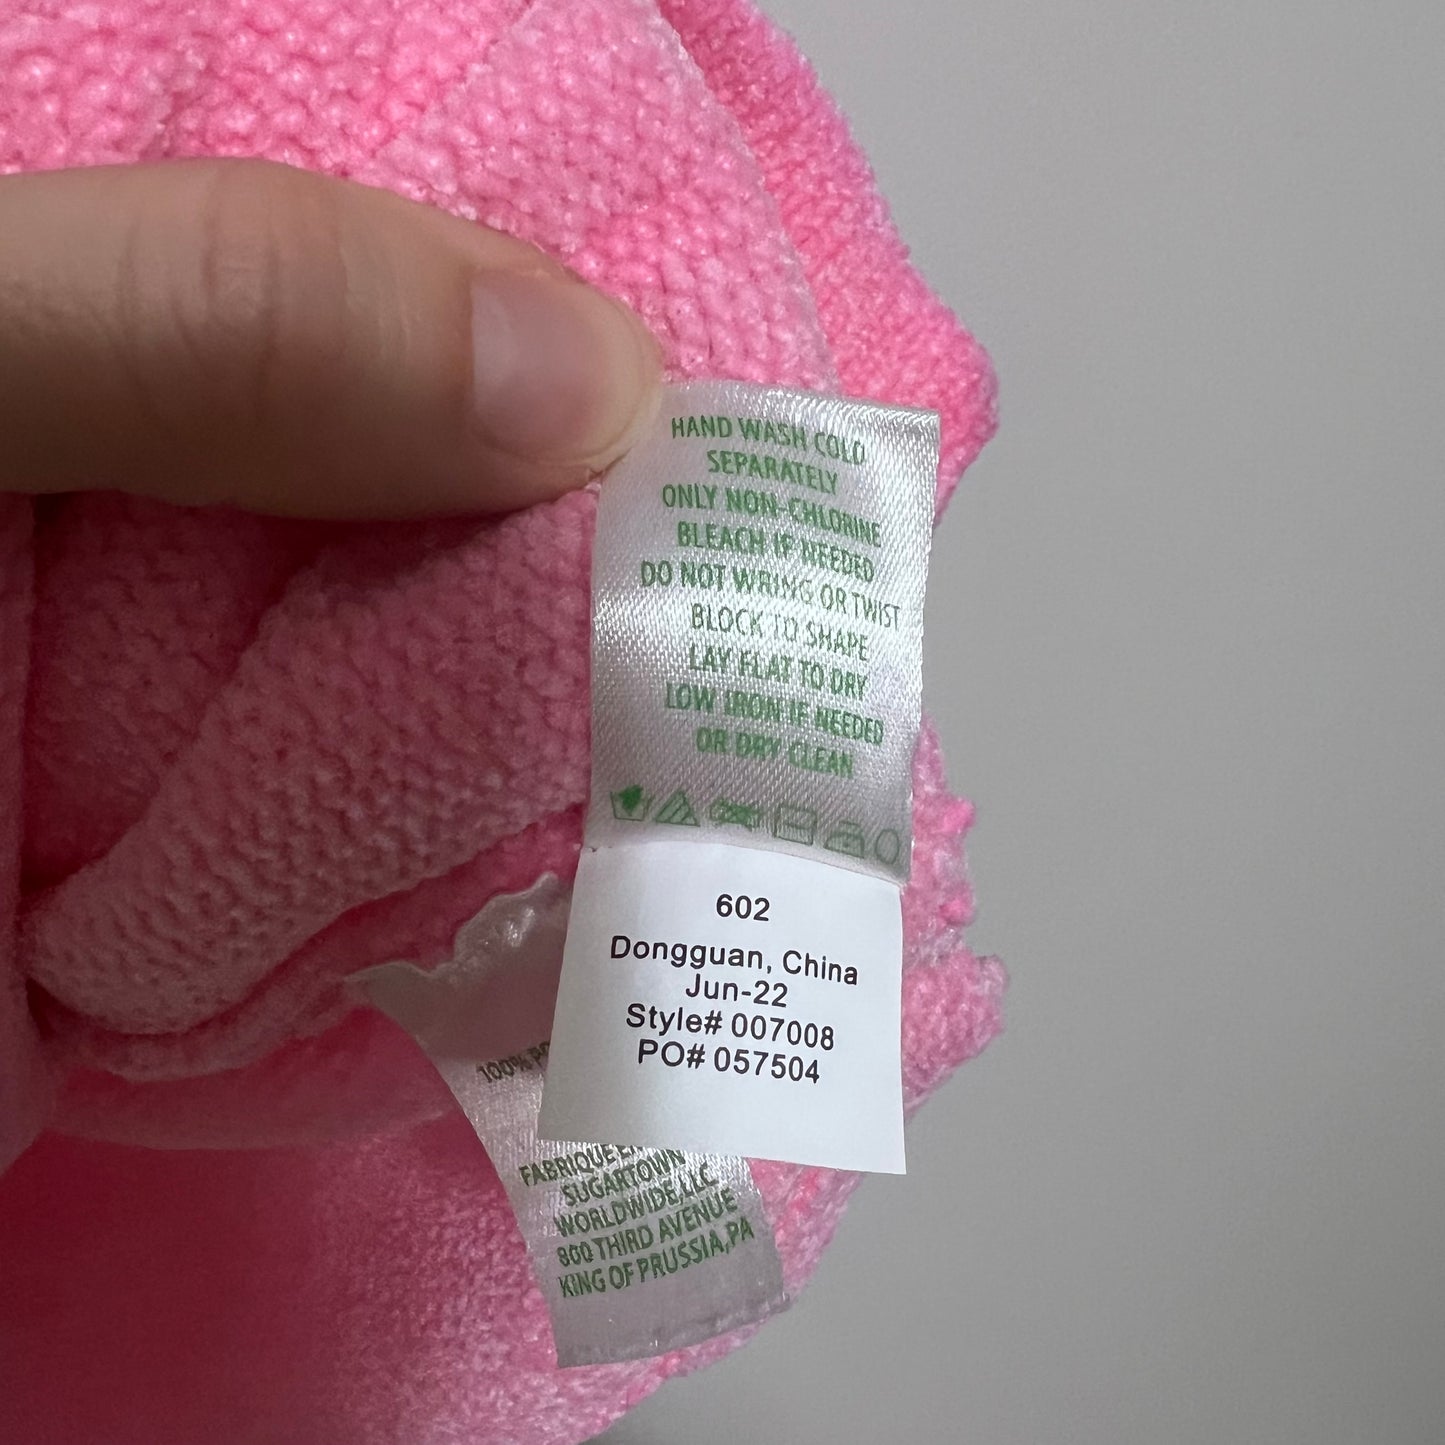 HAND WASH COLD
SEPARATELY
ONLY NON-CHLORINE
BLEACH IF NEEDED
DO NOT WRING OR TWIST
BLOCK TO SHAPE
LAY FLAT TO DRY
LOW IRON IF NEEDED
OR DRY CLEAN
602
Dongguan, China
Jun-22
Style# 007008
PO# 057504
100%
FABRIQUE
SUGARTOWN
WORLDWIDE,LLC
800 THIRD AVENUE
KING OF PRUSSIA,PA